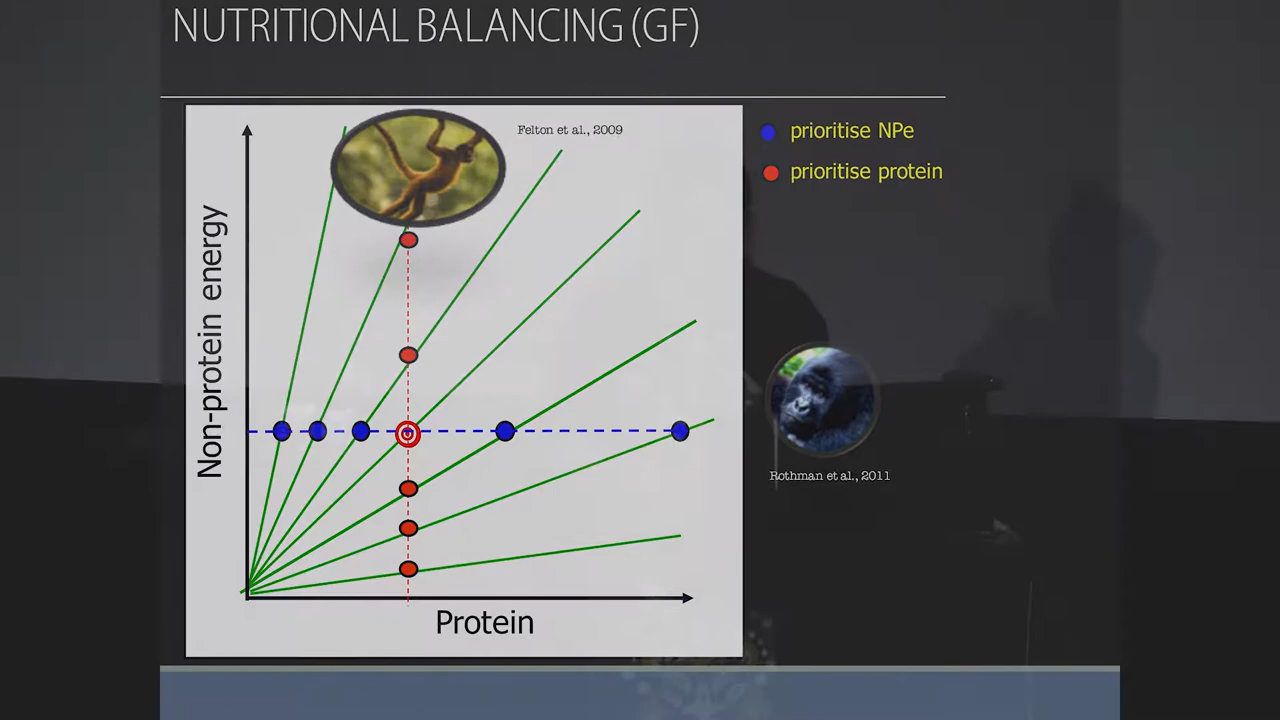 NUTRITIONAL BALANCING (GF)
Felton et al., 2009
prioritise NPe
prioritise protein
Non-protein energy
Rothman et al., 2011
Protein